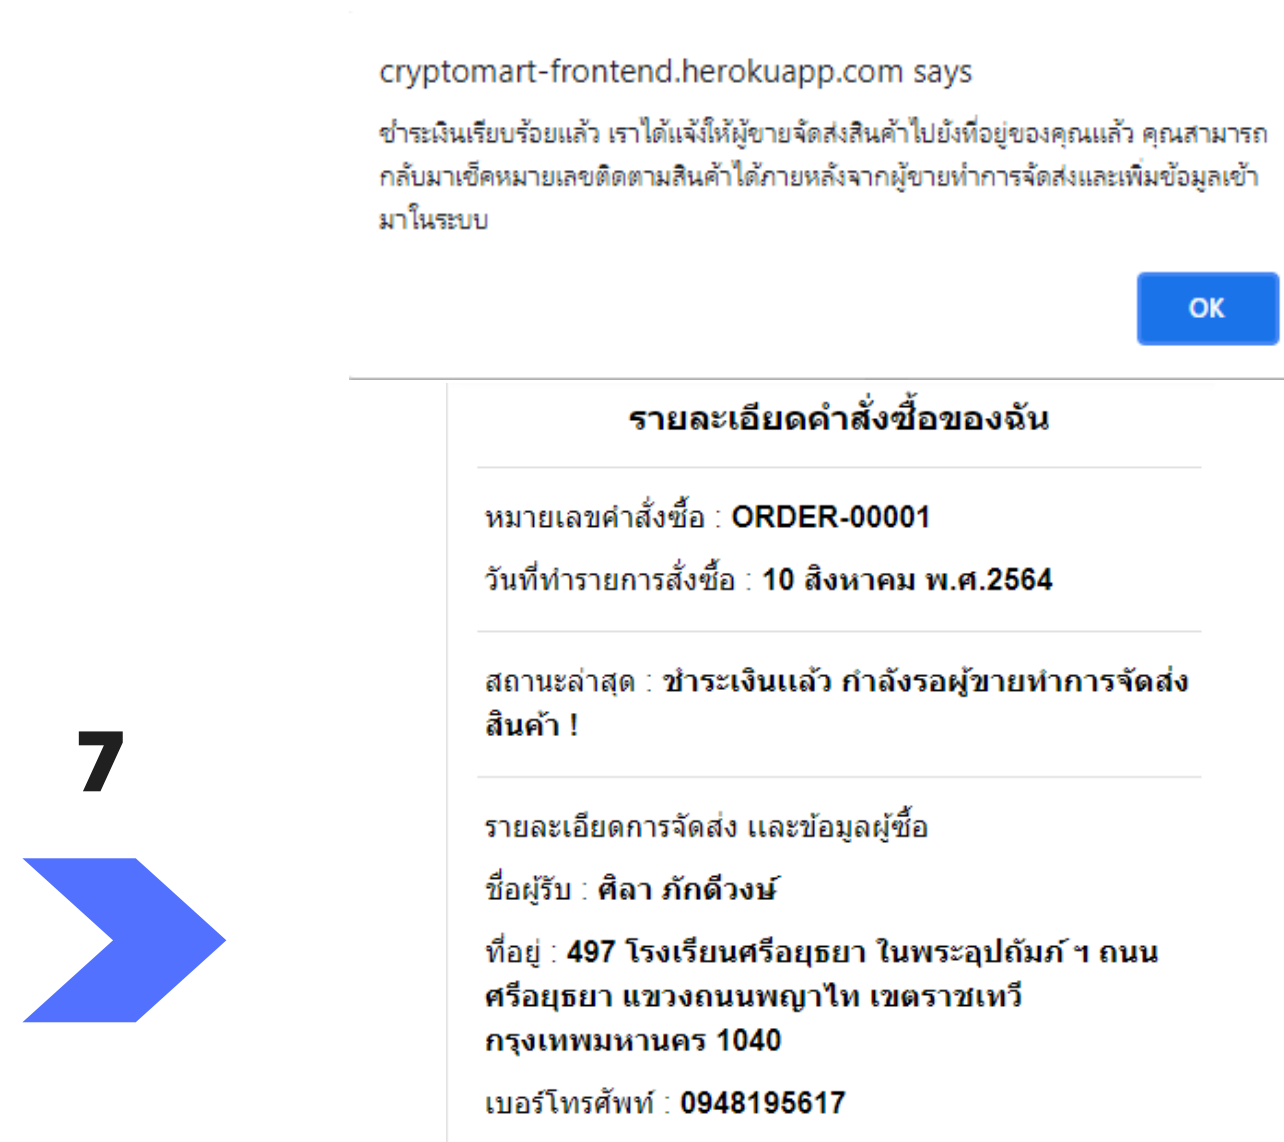 cryptomart-frontend.herokuapp.com says
ชำระเงินเรียบร้อยแล้ว เราได้แจ้งให้ผู้ขายจัดส่งสินค้าไปยังที่อยู่ของคุณแล้ว คุณสามารถ
กลับมาเช็คหมายเลขติดตามสินค้าได้ภายหลังจากผู้ขายทำการจัดส่งและเพิ่มข้อมูลเข้า
มาในระบบ
OK
รายละเอียดคำสั่งซื้อของฉัน
หมายเลขคำสั่งซื้อ : ORDER-00001
วันที่ทำรายการสั่งซื้อ : 10 สิงหาคม พ.ศ.2564
สถานะล่าสุด : ชำระเงินแล้ว กำลังรอผู้ขายทำการจัดส่ง
สินค้า !
7
รายละเอียดการจัดส่ง และข้อมูลผู้ซื้อ
ชื่อผู้รับ : ศิลา ภักดีวงษ์
ที่อยู่ : 497 โรงเรียนศรีอยุธยา ในพระอุปถัมภ์ ฯ ถนน
ศรีอยุธยา แขวงถนนพญาไท เขตราชเทวี
กรุงเทพมหานคร 1040
เบอร์โทรศัพท์ : 0948195617